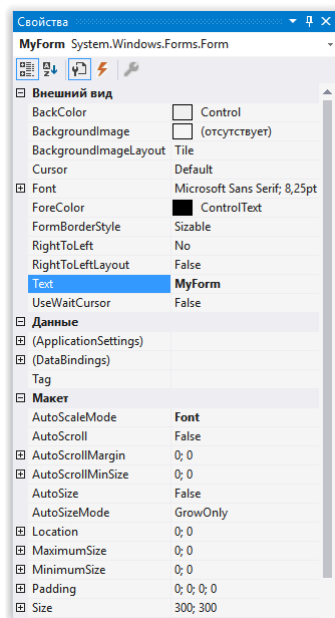 Свойства
MyForm System.Windows.Forms.Form
Внешний вид
BackColor Control
BackgroundImage (отсутствует)
BackgroundImageLayout Tile
Cursor Default
Font Microsoft Sans Serif; 8,25pt
ForeColor ControlText
FormBorderStyle Sizable
RightToLeft No
RightToLeftLayout False
Text MyForm
UseWaitCursor False
Данные
(ApplicationSettings)
(DataBindings)
Tag
Макет
AutoScaleMode Font
AutoScroll False
AutoScrollMargin 0; 0
AutoScrollMinSize 0; 0
AutoSize False
AutoSizeMode GrowOnly
Location 0; 0
MaximumSize 0; 0
MinimumSize 0; 0
Padding 0; 0; 0; 0
Size 300; 300